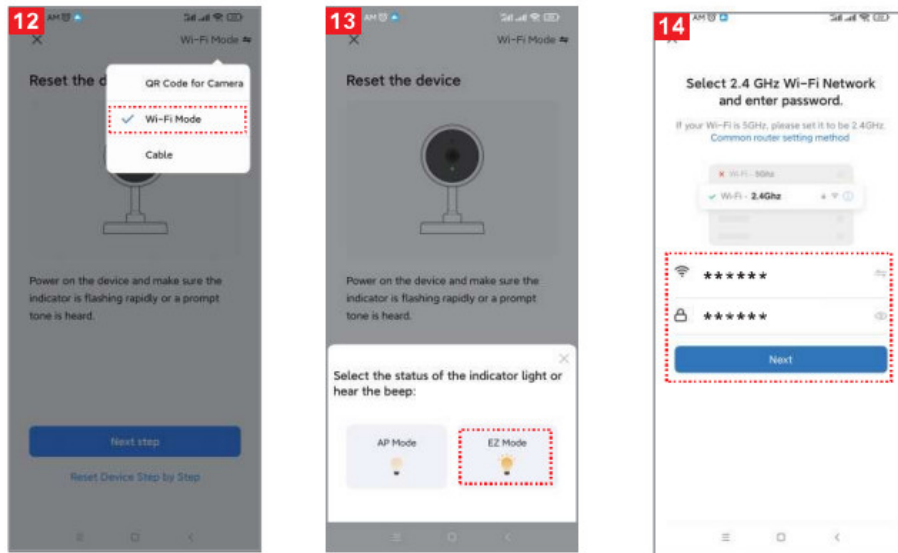 12
AM
Wi-Fi Mode
Reset the d
QR Code for Camera
Wi-Fi Mode
Cable
Power on the device and make sure the
indicator is flashing rapidly or a prompt
tone is heard.
Next step
Reset Device Step by Step
13
AM
Wi-Fi Mode
Reset the device
Power on the device and make sure the
indicator is flashing rapidly or a prompt
tone is heard.
Select the status of the indicator light or
hear the beep:
AP Mode
EZ Mode
14
AM
Select 2.4 GHz Wi-Fi Network
and enter password.
If your Wi-Fi is 5GHz, please set it to be 2.4GHz.
Common router setting method
Wi-Fi - 5Ghz
Wi-Fi - 2.4Ghz
******
******
Next